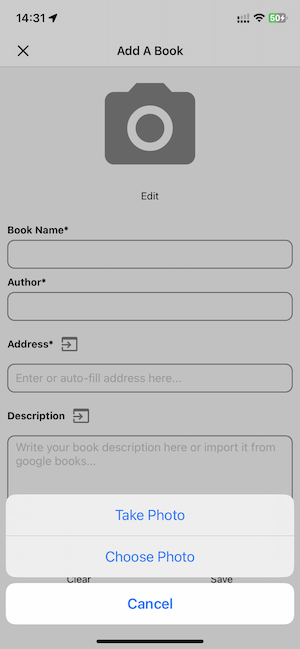 14:31
50
Add A Book
Edit
Book Name*
Author*
Address*
Enter or auto-fill address here...
Description
Write your book description here or import it from
google books...
Take Photo
Choose Photo
Clear
Save
Cancel